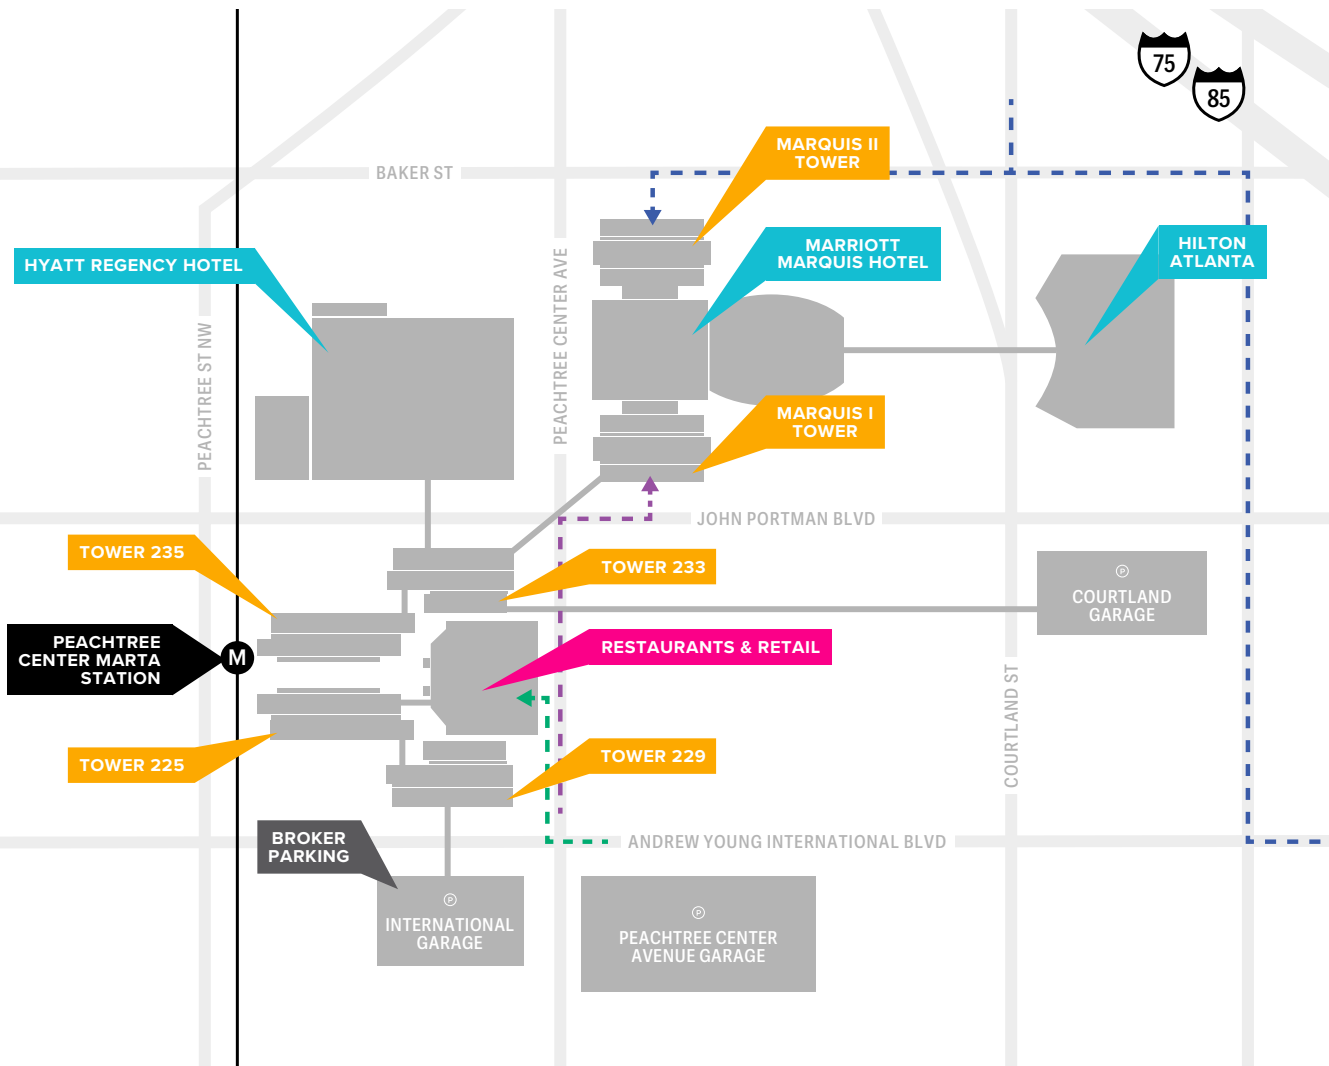 75
85
MARQUIS II
TOWER
BAKER ST
MARRIOTT
MARQUIS HOTEL
HILTON
ATLANTA
HYATT REGENCY HOTEL
PEACHTREE CENTER AVE
PEACHTREE ST NW
MARQUIS I
TOWER
JOHN PORTMAN BLVD
TOWER 235
TOWER 233
P
COURTLAND
GARAGE
PEACHTREE
CENTER MARTA
STATION
M
RESTAURANTS & RETAIL
COURTLAND ST
TOWER 225
TOWER 229
BROKER
PARKING
ANDREW YOUNG INTERNATIONAL BLVD
P
INTERNATIONAL
GARAGE
P
PEACHTREE CENTER
AVENUE GARAGE